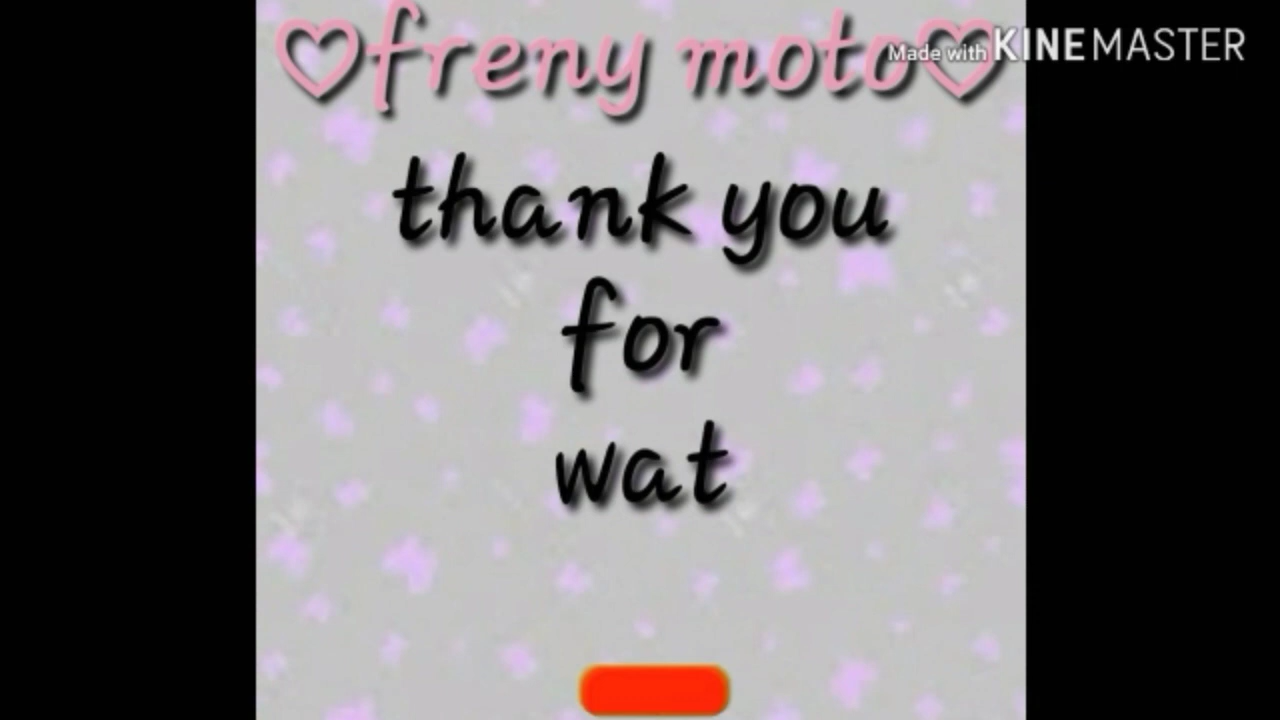 ♡freny moto♡
Made with KINEMASTER
thank you
for
wat